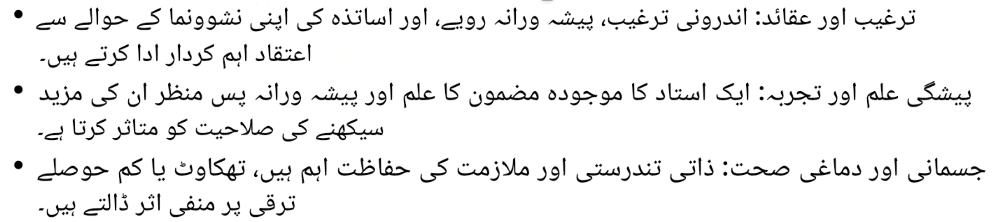 • ترغیب اور عقائد: اندرونی ترغیب، پیشہ ورانہ رویے، اور اساتذہ کی اپنی نشوونما کے حوالے سے
اعتقاد اہم کردار ادا کرتے ہیں۔
• پیشگی علم اور تجربہ: ایک استاد کا موجودہ مضمون کا علم اور پیشہ ورانہ پس منظر ان کی مزید
سیکھنے کی صلاحیت کو متاثر کرتا ہے۔
• جسمانی اور دماغی صحت: ذاتی تندرستی اور ملازمت کی حفاظت اہم ہیں، تھکاوٹ یا کم حوصلے
ترقی پر منفی اثر ڈالتے ہیں۔